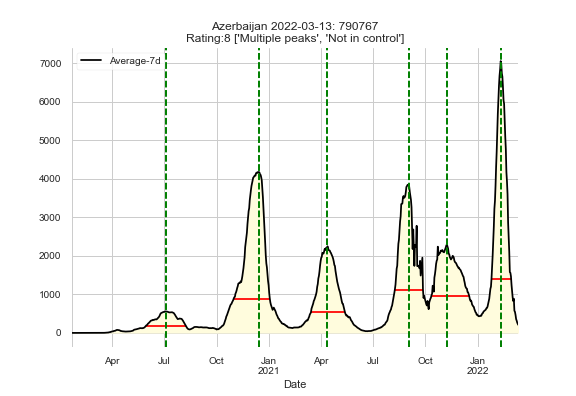 Azerbaijan 2022-03-13: 790767
Rating:8 ['Multiple peaks', 'Not in control']
Average-7d
7000
6000
5000
4000
3000
2000
1000
0
Apr Jul Oct Jan Apr Jul Oct Jan
2021 2022
Date